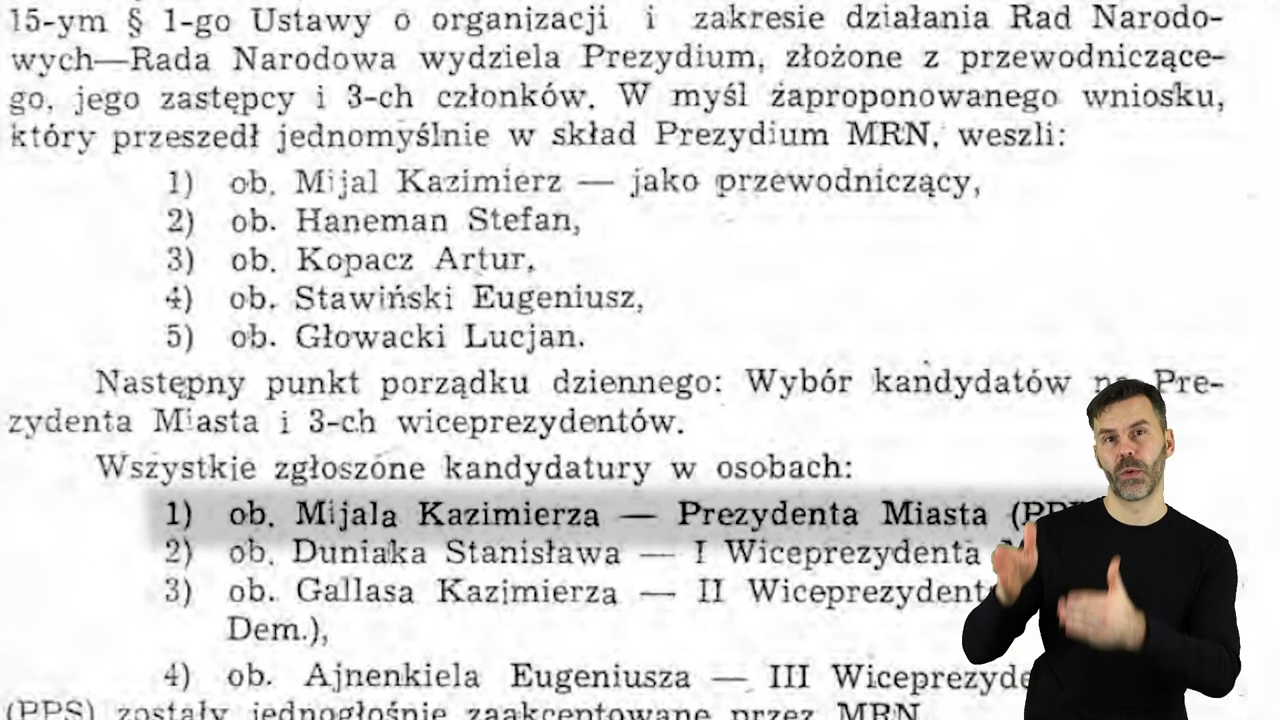 15-ym § 1-go Ustawy o organizacji i zakresie działania Rad Narodo-
wych—Rada Narodowa wydziela Prezydium, złożone z przewodniczące-
go, jego zastępcy i 3-ch członków. W myśl zaproponowanego wniosku,
który przeszedł jednomyślnie w skład Prezydium MRN, weszli:
1) ob. Mijal Kazimierz — jako przewodniczący,
2) ob. Haneman Stefan,
3) ob. Kopacz Artur,
4) ob. Stawiński Eugeniusz,
5) ob. Głowacki Lucjan.
Następny punkt porządku dziennego: Wybór kandydatów na Pre-
zydenta Miasta i 3-ch wiceprezydentów.
Wszystkie zgłoszone kandydatury w osobach:
1) ob. Mijala Kazimierza — Prezydenta Miasta
2) ob. Duniaka Stanisława — I Wiceprezydenta
3) ob. Gallasa Kazimierza — II
Dem.),
4) ob. Ajnenkiela Eugeniusza — III
(PPS) zostały jednogłośnie zaakceptowane przez MRN.